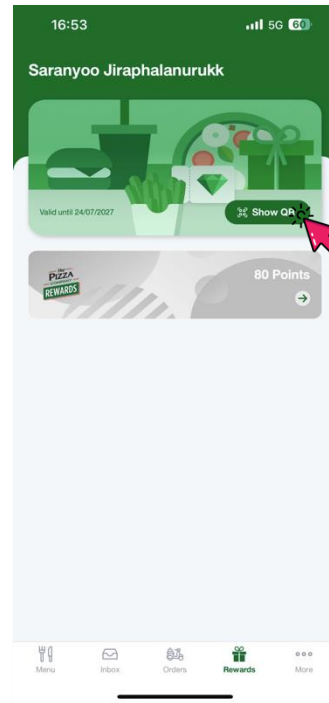 16:53
5G 60
Saranyoo Jiraphalanurukk
Valid until 24/07/2027
Show QR
The
PIZZA
COMPANY
REWARDS
80 Points
Menu
Inbox
Orders
Rewards
More